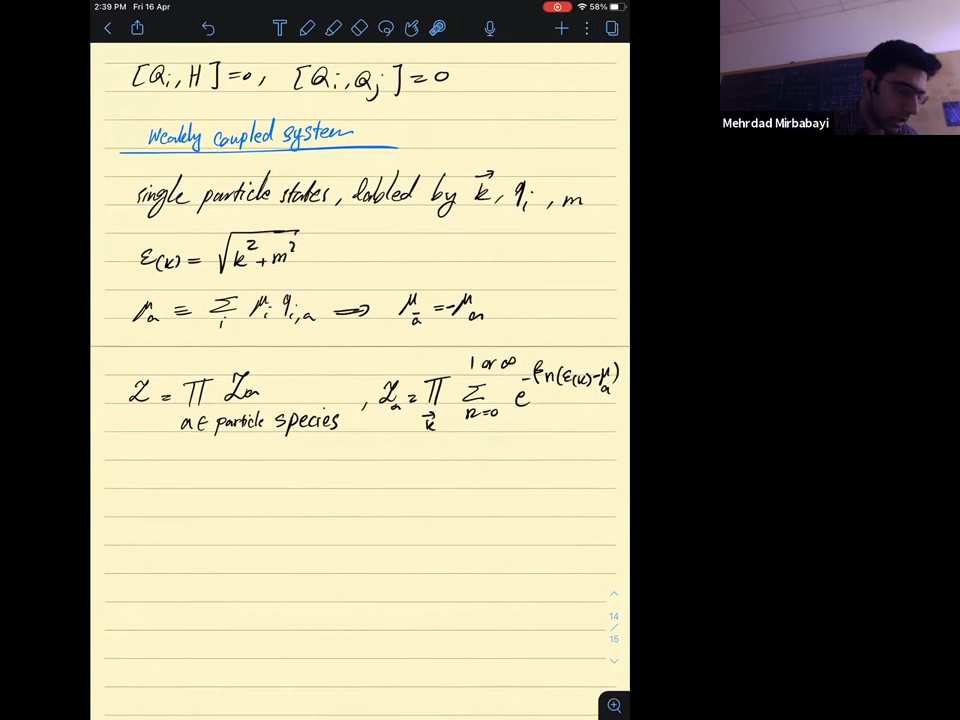 2:39 PM Fri 16 Apr 58%
[Qi, H] = 0, [Qi, Qj] = 0
Weakly coupled system
single particle states, labled by k⃗, qi, m
ε(k) = √(k² + m²)
μa ≡ Σi μi qi,a ⟹ μā = -μa
Z = ∏ a∈ particle species Za , Za = ∏k⃗ Σ n=0 1 or ∞ e^-βn(ε(k)-μa)
14
/
15
Mehrdad Mirbabayi